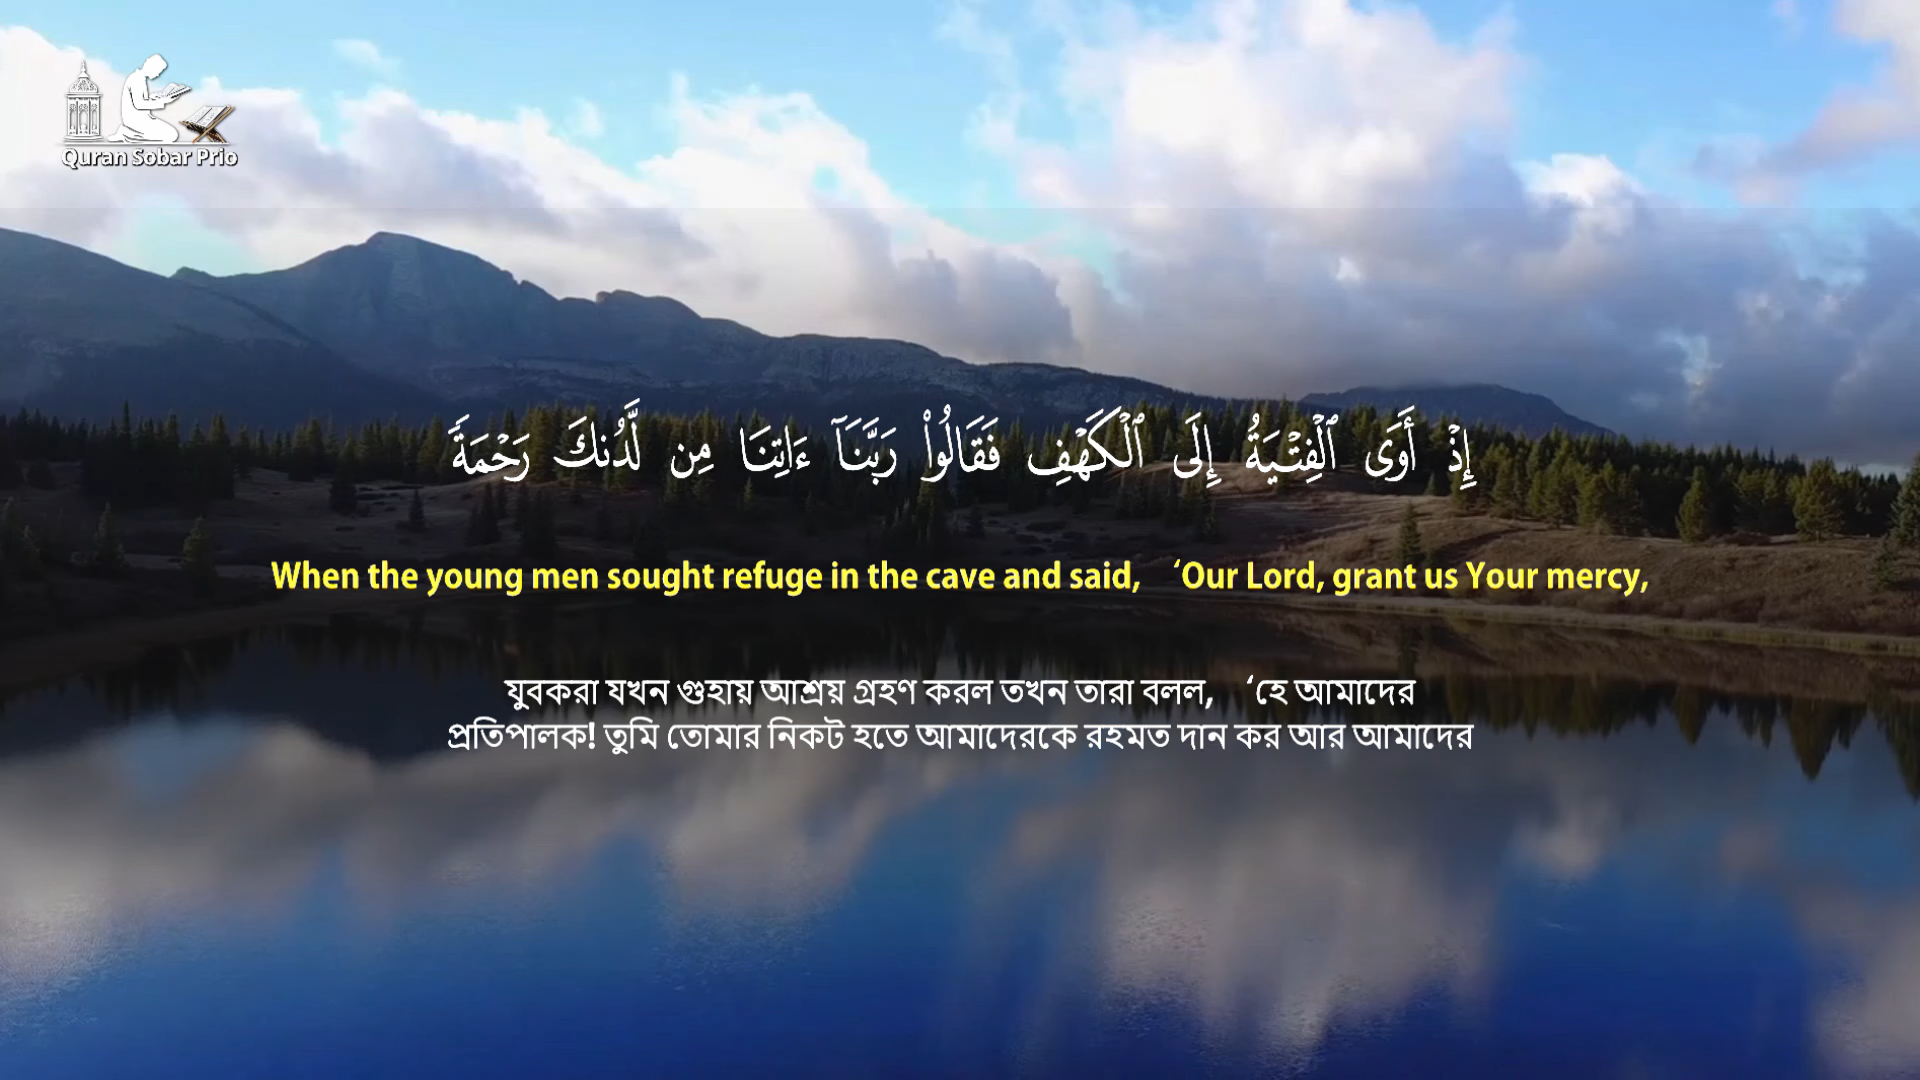 Quran Sobar Prio
إِذْ أَوَى ٱلْفِتْيَةُ إِلَى ٱلْكَهْفِ فَقَالُوا۟ رَبَّنَآ ءَاتِنَا مِن لَّدُنكَ رَحْمَةً
When the young men sought refuge in the cave and said, ‘Our Lord, grant us Your mercy,
যুবকরা যখন গুহায় আশ্রয় গ্রহণ করল তখন তারা বলল, ‘হে আমাদের
প্রতিপালক! তুমি তোমার নিকট হতে আমাদেরকে রহমত দান কর আর আমাদের